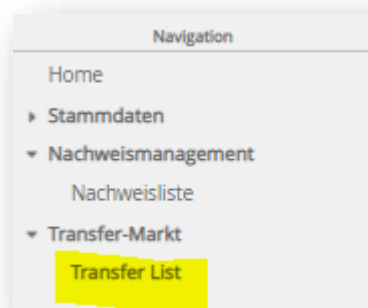 Navigation
Home
Stammdaten
Nachweismanagement
Nachweisliste
Transfer-Markt
Transfer List